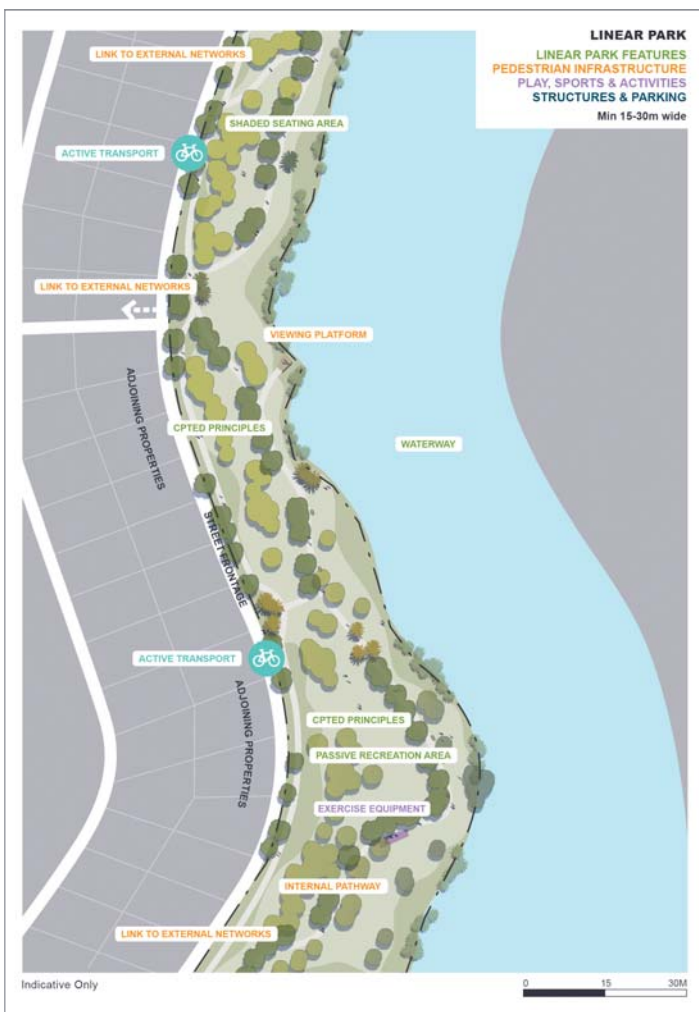 LINEAR PARK
LINEAR PARK FEATURES
PEDESTRIAN INFRASTRUCTURE
PLAY, SPORTS & ACTIVITIES
STRUCTURES & PARKING
Min 15-30m wide
LINK TO EXTERNAL NETWORKS
SHADED SEATING AREA
ACTIVE TRANSPORT
LINK TO EXTERNAL NETWORKS
VIEWING PLATFORM
ADJOINING PROPERTIES
CPTED PRINCIPLES
WATERWAY
STREET FRONTAGE
ACTIVE TRANSPORT
ADJOINING PROPERTIES
CPTED PRINCIPLES
PASSIVE RECREATION AREA
EXERCISE EQUIPMENT
INTERNAL PATHWAY
LINK TO EXTERNAL NETWORKS
Indicative Only
0 15 30M